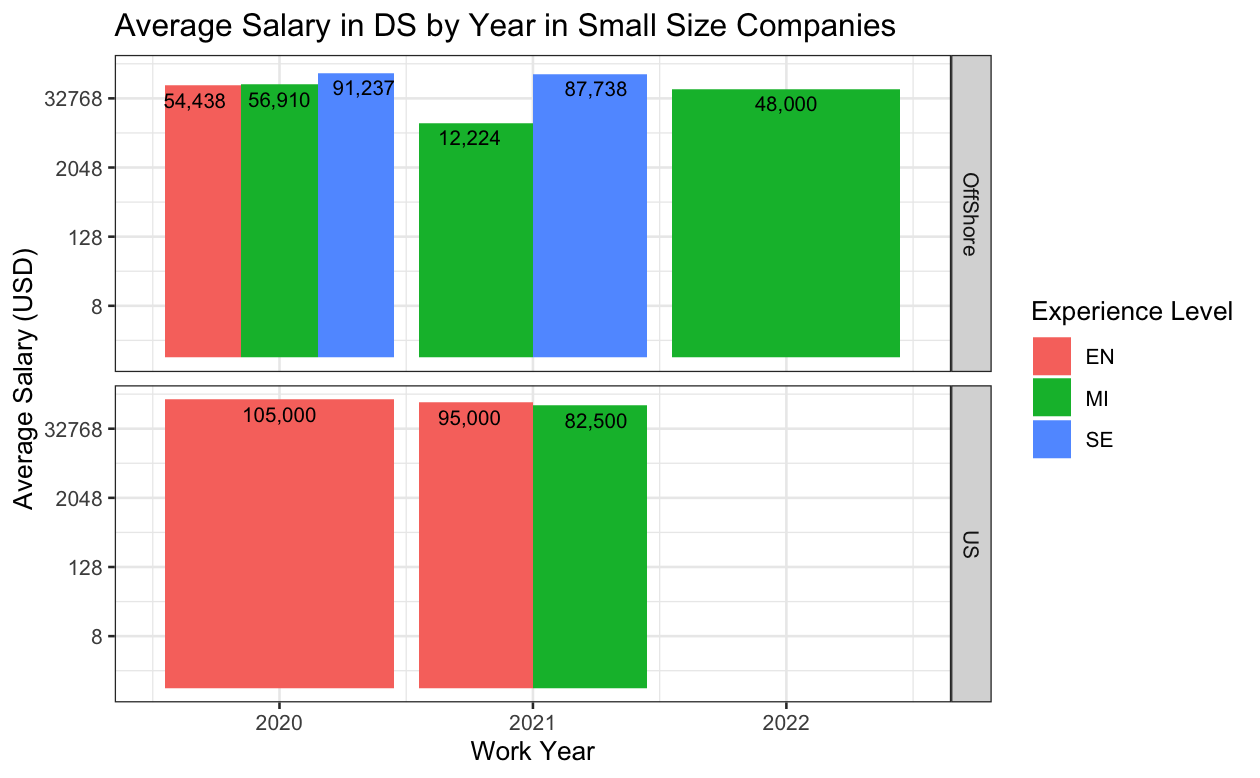 Average Salary in DS by Year in Small Size Companies
Average Salary (USD)
32768
2048
128
8
54,438
56,910
91,237
12,224
87,738
48,000
OffShore
32768
2048
128
8
105,000
95,000
82,500
US
2020
2021
2022
Work Year
Experience Level
EN
MI
SE